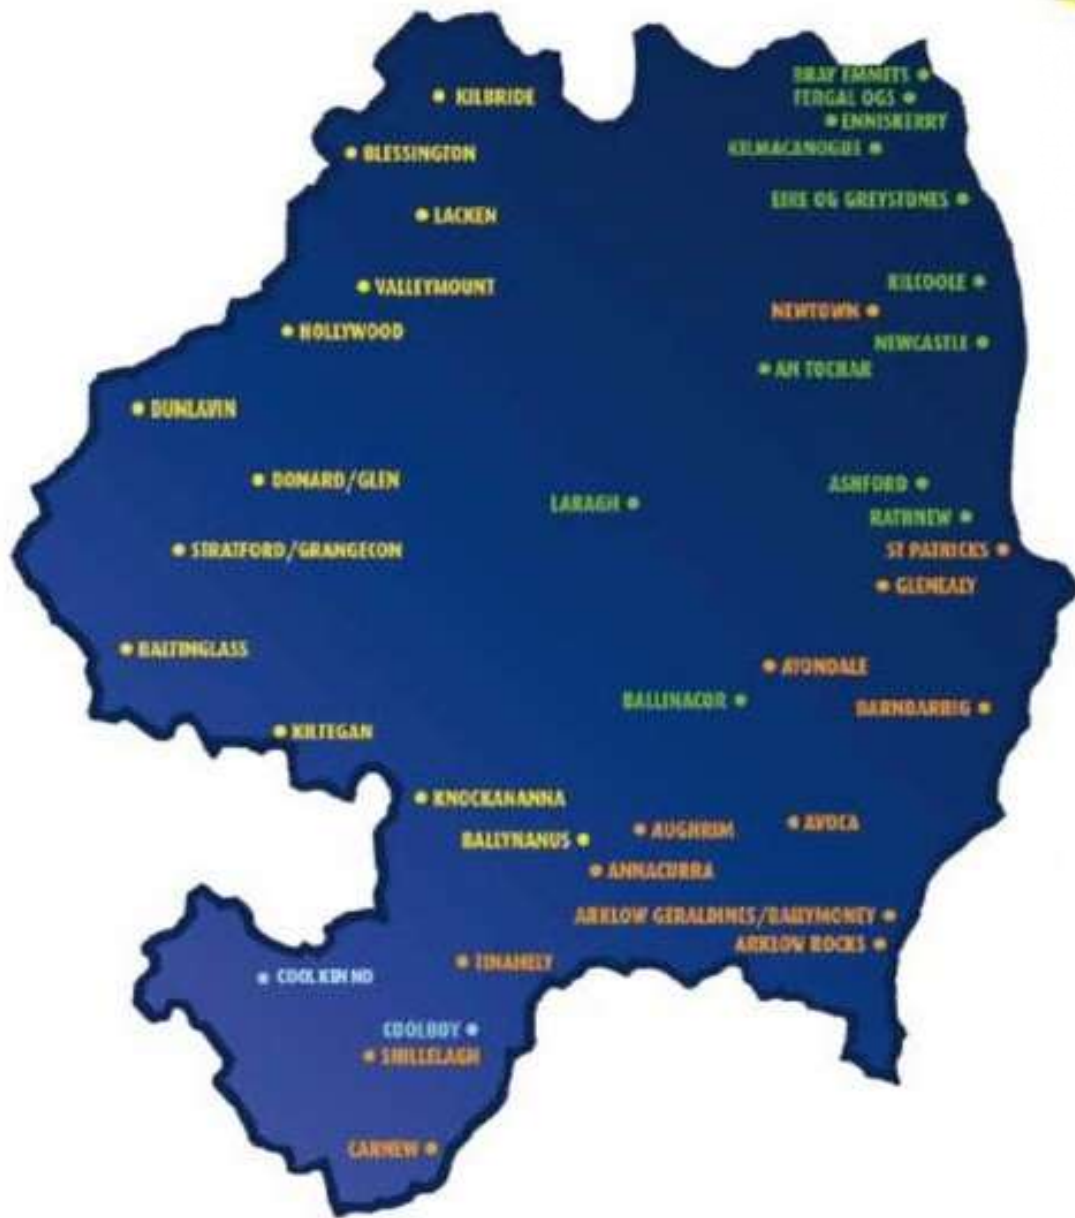 BRAY EMMETS
KILBRIDE
FERGAL OGS
ENNISKERRY
KILMACANOGUE
BLESSINGTON
EIRE OG GREYSTONES
LACKEN
KILCOOLE
VALLEYMOUNT
NEWTOWN
HOLLYWOOD
NEWCASTLE
AN TOCHAR
DUNLAVIN
DONARD/GLEN
ASHFORD
LARAGH
RATHNEW
STRATFORD/GRANGECON
ST PATRICKS
GLENEALY
BALTINGLASS
AVONDALE
BALLINACOR
BARNDARRIG
KILTEGAN
KNOCKANANNA
AVOCA
AUGHRIM
BALLYMANUS
ANNACURRA
ARKLOW GERALDINES/BALLYMONEY
ARKLOW ROCKS
TINAHELY
COOLKENNO
COOLBOY
SHILLELAGH
CARNEW